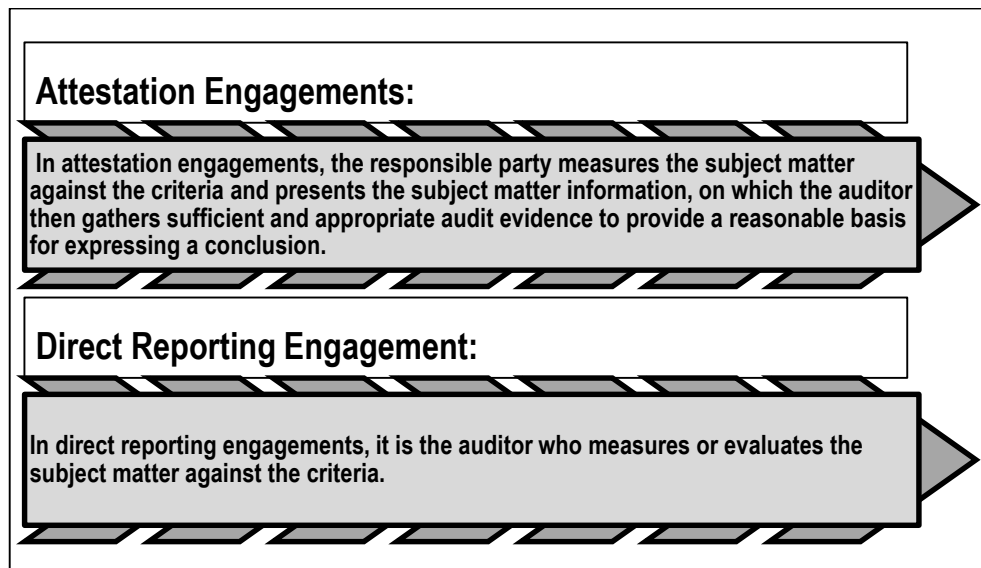 Attestation Engagements:
In attestation engagements, the responsible party measures the subject matter
against the criteria and presents the subject matter information, on which the auditor
then gathers sufficient and appropriate audit evidence to provide a reasonable basis
for expressing a conclusion.
Direct Reporting Engagement:
In direct reporting engagements, it is the auditor who measures or evaluates the
subject matter against the criteria.